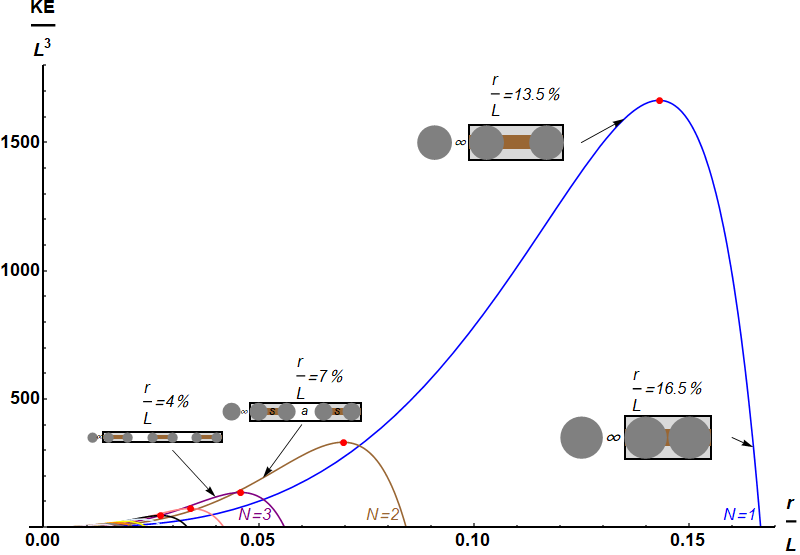 KE
L³
1500
1000
500
r
L
=13.5%
∞
r
L
=16.5%
∞
r
L
=7%
∞ s a s
r
L
=4%
∞
N=3
N=2
N=1
r
L
0.00
0.05
0.10
0.15